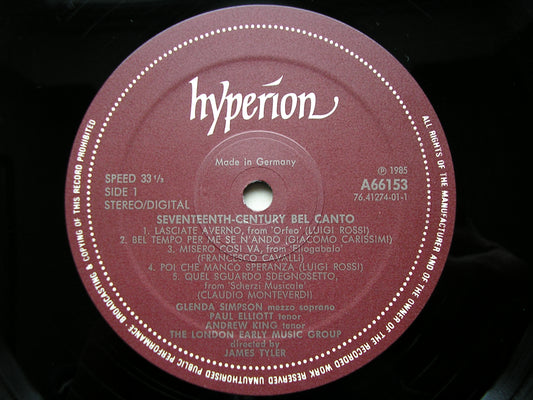 hyperion
Made in Germany
SPEED 33 1/3
SIDE 1
STEREO/DIGITAL
℗ 1985
A66153
76.41274-01-1
SEVENTEENTH-CENTURY BEL CANTO
1. LASCIATE AVERNO, from 'Orfeo' (LUIGI ROSSI)
2. BEL TEMPO PER ME SE N'ANDO (GIACOMO CARISSIMI)
3. MISERO COSI VA, from 'Eliogabalo'
(FRANCESCO CAVALLI)
4. POI CHE MANCO SPERANZA (LUIGI ROSSI)
5. QUEL SGUARDO SDEGNOSETTO,
from 'Scherzi Musicale'
(CLAUDIO MONTEVERDI)
GLENDA SIMPSON mezzo soprano
PAUL ELLIOTT tenor
ANDREW KING tenor
THE LONDON EARLY MUSIC GROUP
directed by
JAMES TYLER
ALL RIGHTS OF THE MANUFACTURER AND OF THE OWNER OF THE RECORDED WORK RESERVED UNAUTHORISED PUBLIC PERFORMANCE BROADCASTING & COPYING OF THIS RECORD PROHIBITED